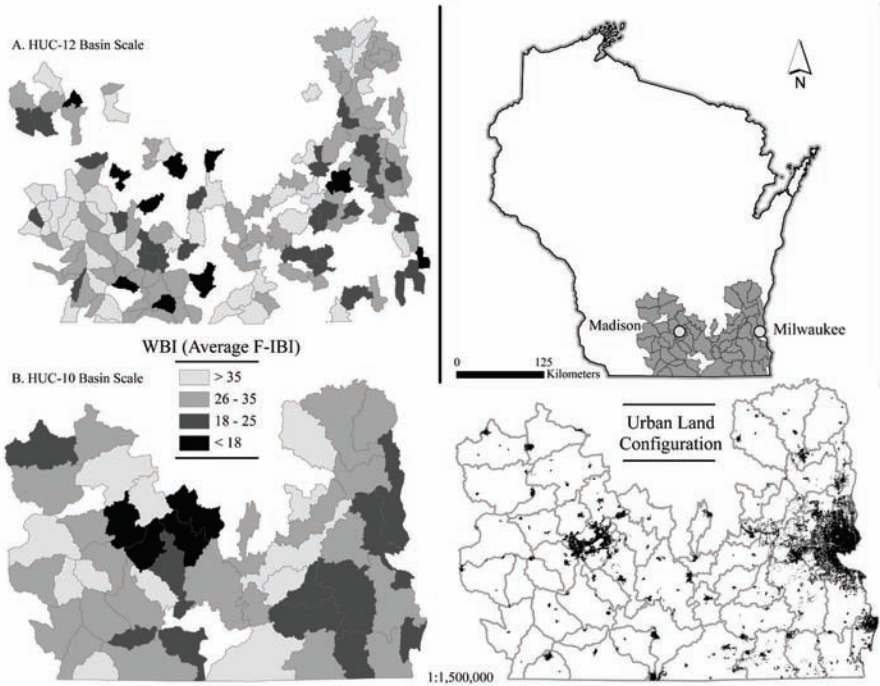 A. HUC-12 Basin Scale
WBI (Average F-IBI)
> 35
26 - 35
18 - 25
< 18
B. HUC-10 Basin Scale
N
Madison
Milwaukee
0
125
Kilometers
Urban Land
Configuration
1:1,500,000